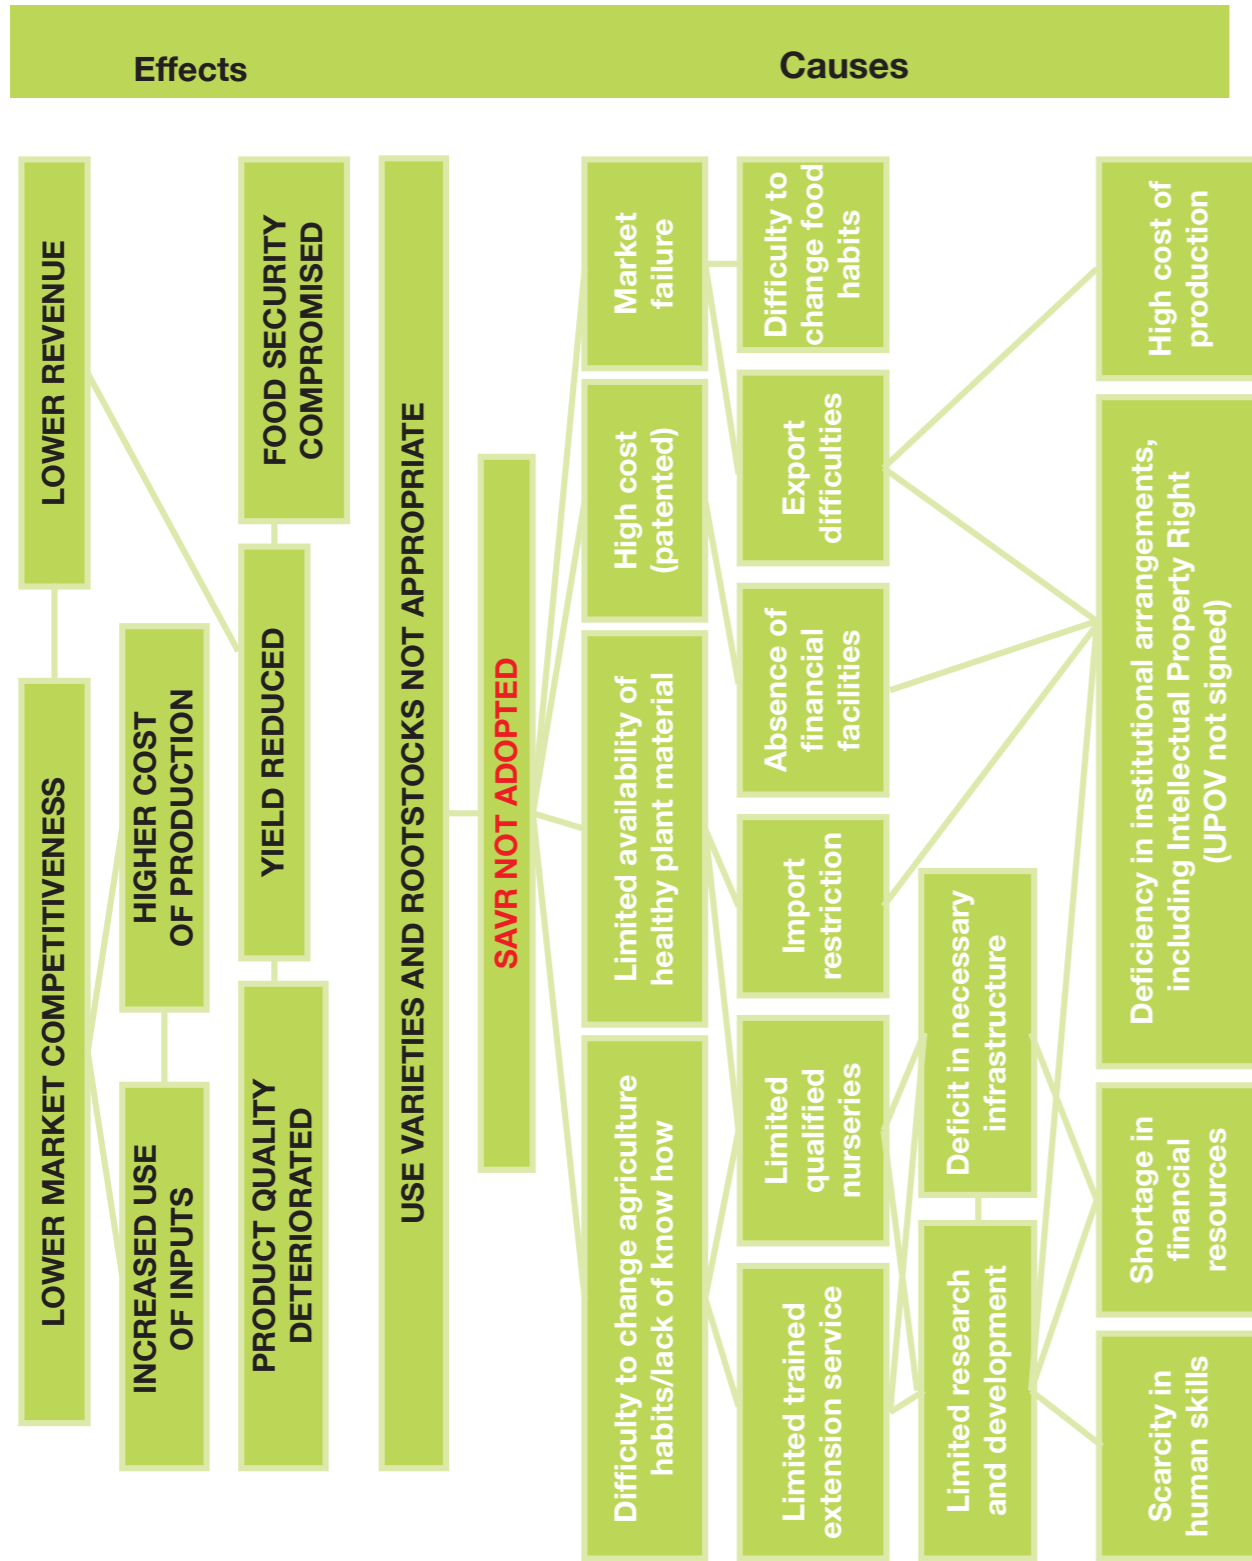 Effects
Causes
LOWER MARKET COMPETITIVENESS
LOWER REVENUE
INCREASED USE
OF INPUTS
HIGHER COST
OF PRODUCTION
PRODUCT QUALITY
DETERIORATED
YIELD REDUCED
FOOD SECURITY
COMPROMISED
USE VARIETIES AND ROOTSTOCKS NOT APPROPRIATE
SAVR NOT ADOPTED
Difficulty to change agriculture
habits/lack of know how
Limited availability of
healthy plant material
High cost
(patented)
Market
failure
Limited trained
extension service
Limited
qualified
nurseries
Import
restriction
Absence of
financial
facilities
Export
difficulties
Difficulty to
change food
habits
Limited research
and development
Deficit in necessary
infrastructure
Scarcity in
human skills
Shortage in
financial
resources
Deficiency in institutional arrangements,
including Intellectual Property Right
(UPOV not signed)
High cost of
production